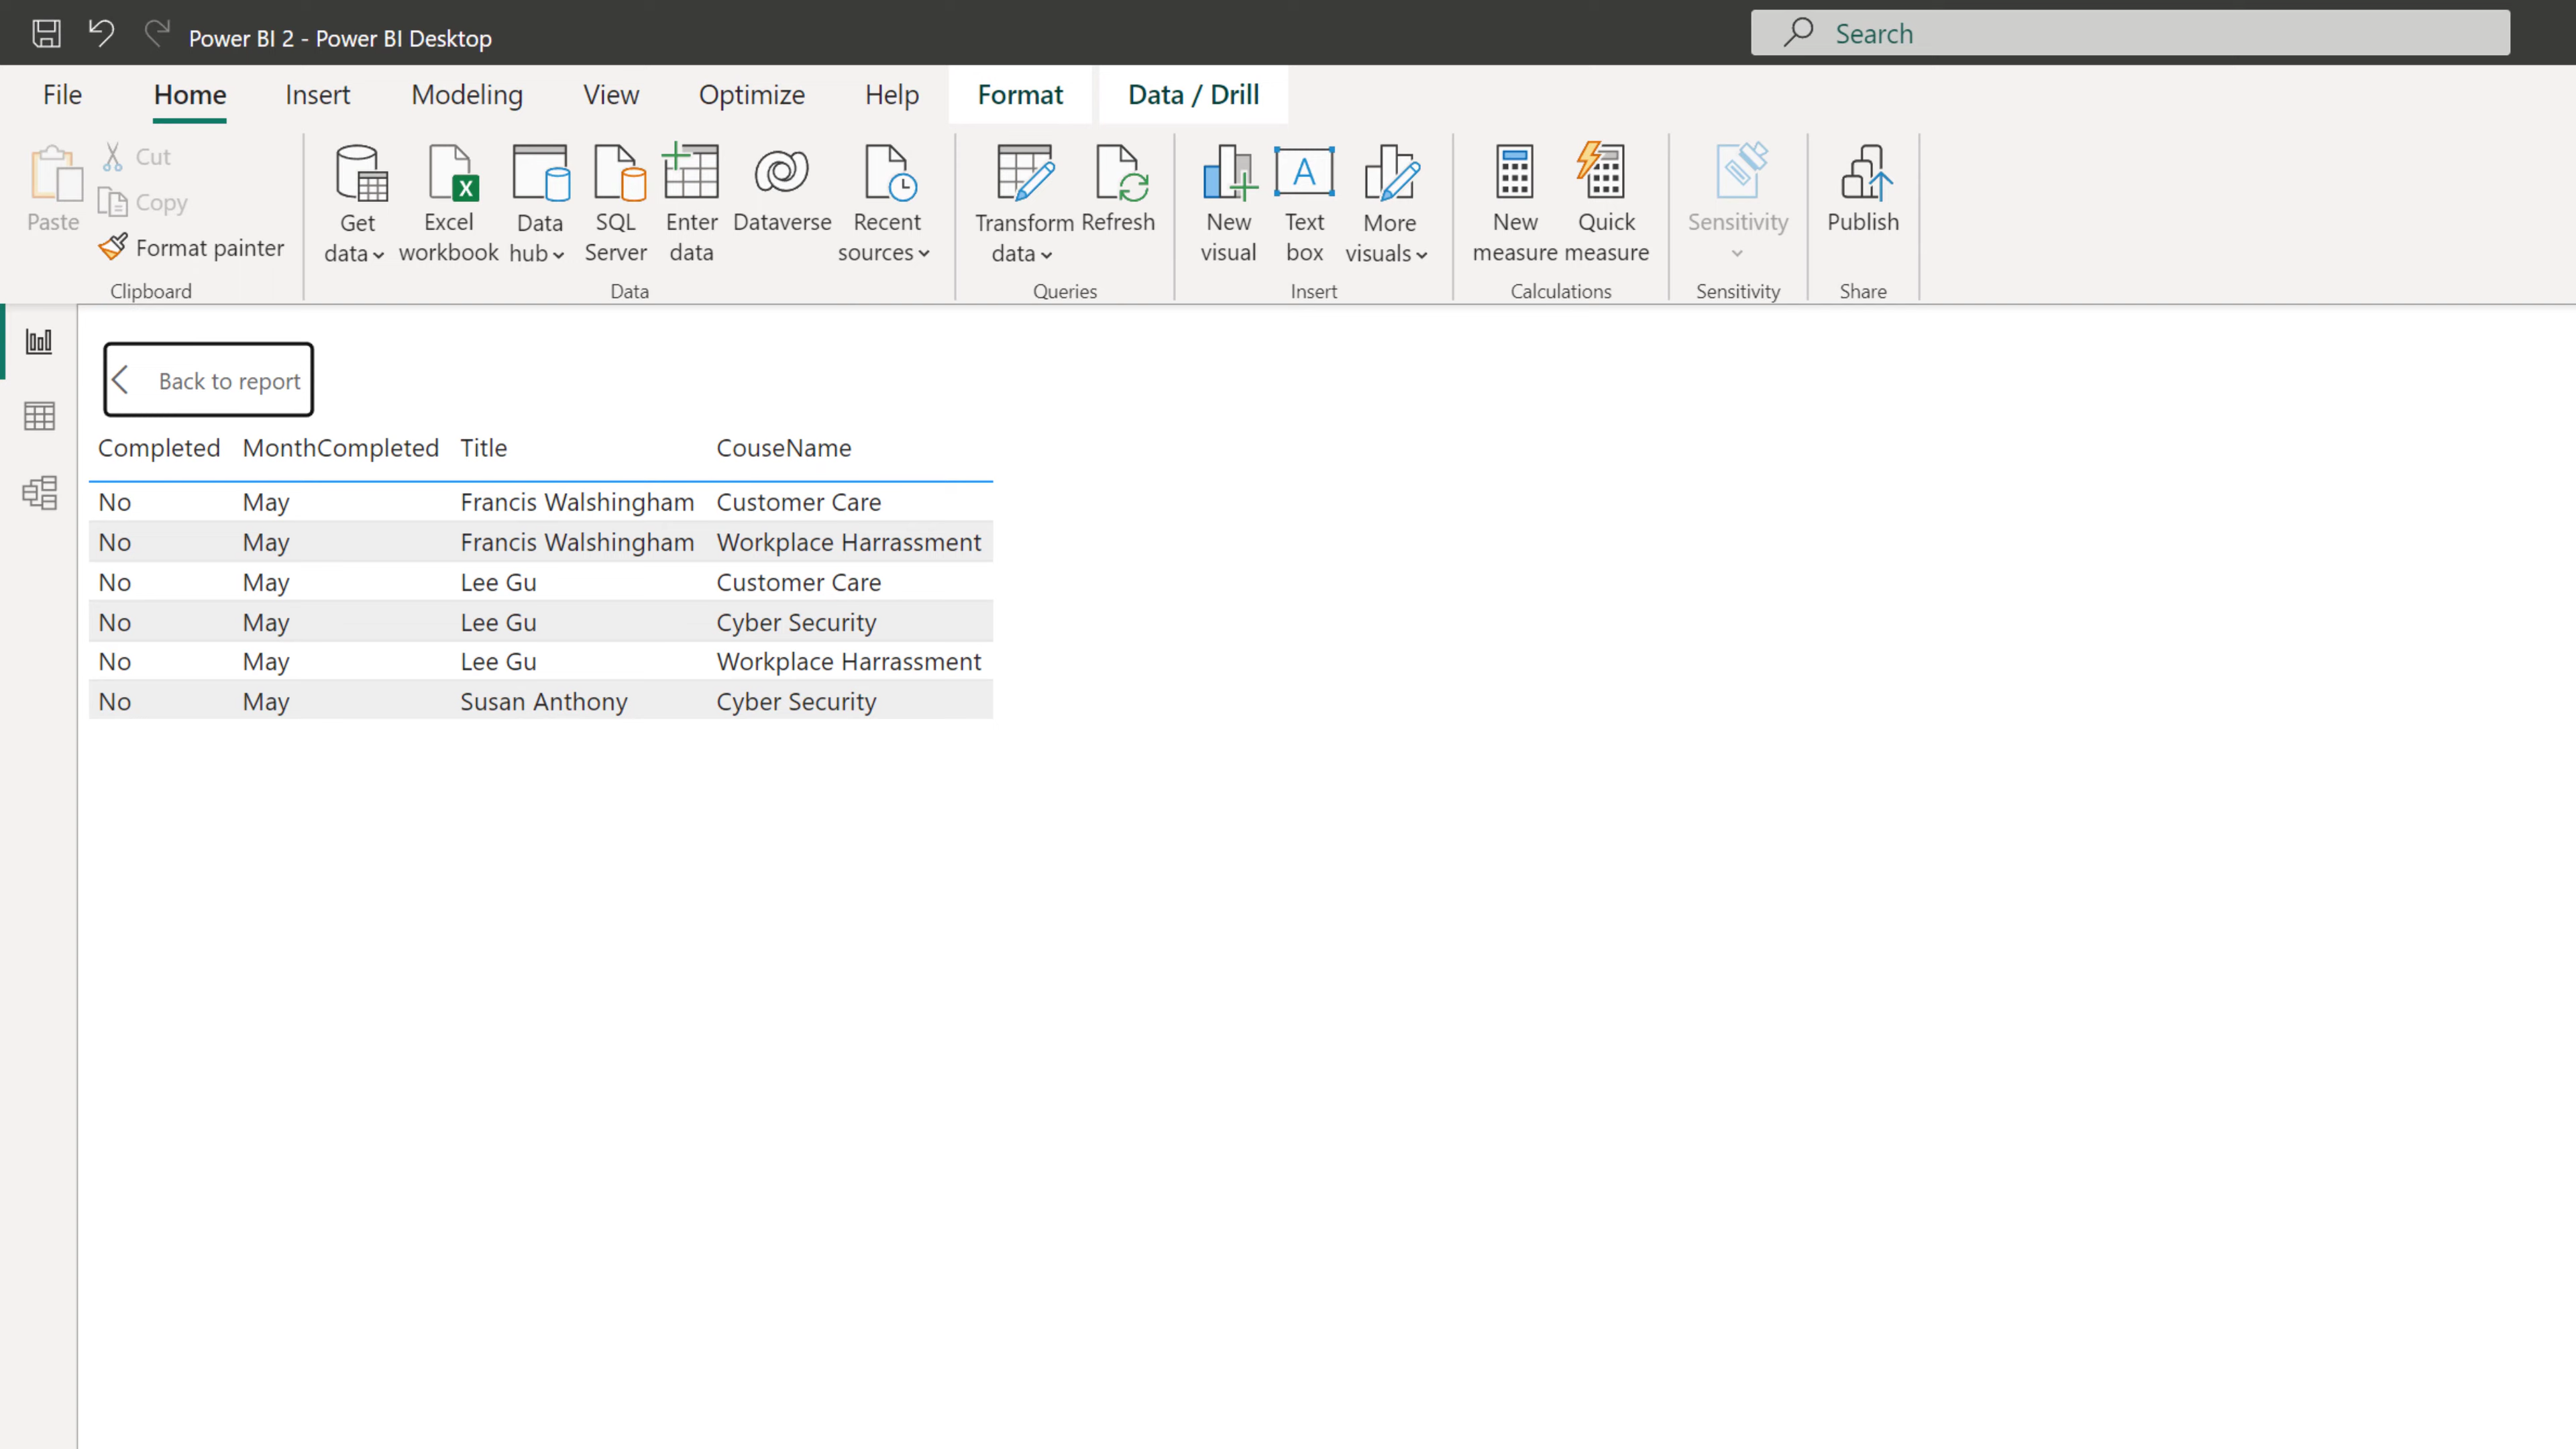 Power BI 2 - Power BI Desktop
Search
File Home Insert Modeling View Optimize Help Format Data / Drill
Paste
Cut
Copy
Format painter
Clipboard
Get data
Excel workbook
Data hub
SQL Server
Enter data
Dataverse
Recent sources
Data
Transform data
Refresh
Queries
New visual
Text box
More visuals
Insert
New measure
Quick measure
Calculations
Sensitivity
Sensitivity
Publish
Share
Back to report
Completed MonthCompleted Title CouseName
No May Francis Walshingham Customer Care
No May Francis Walshingham Workplace Harrassment
No May Lee Gu Customer Care
No May Lee Gu Cyber Security
No May Lee Gu Workplace Harrassment
No May Susan Anthony Cyber Security